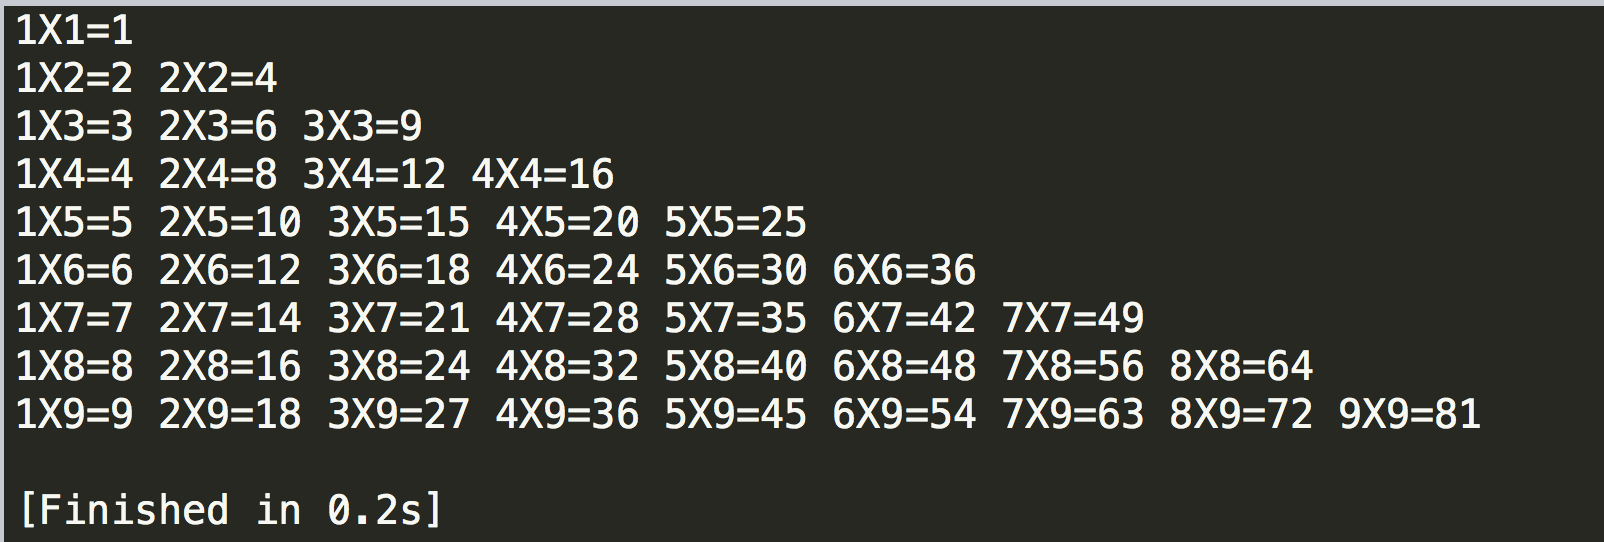 1X1=1
1X2=2 2X2=4
1X3=3 2X3=6 3X3=9
1X4=4 2X4=8 3X4=12 4X4=16
1X5=5 2X5=10 3X5=15 4X5=20 5X5=25
1X6=6 2X6=12 3X6=18 4X6=24 5X6=30 6X6=36
1X7=7 2X7=14 3X7=21 4X7=28 5X7=35 6X7=42 7X7=49
1X8=8 2X8=16 3X8=24 4X8=32 5X8=40 6X8=48 7X8=56 8X8=64
1X9=9 2X9=18 3X9=27 4X9=36 5X9=45 6X9=54 7X9=63 8X9=72 9X9=81
[Finished in 0.2s]